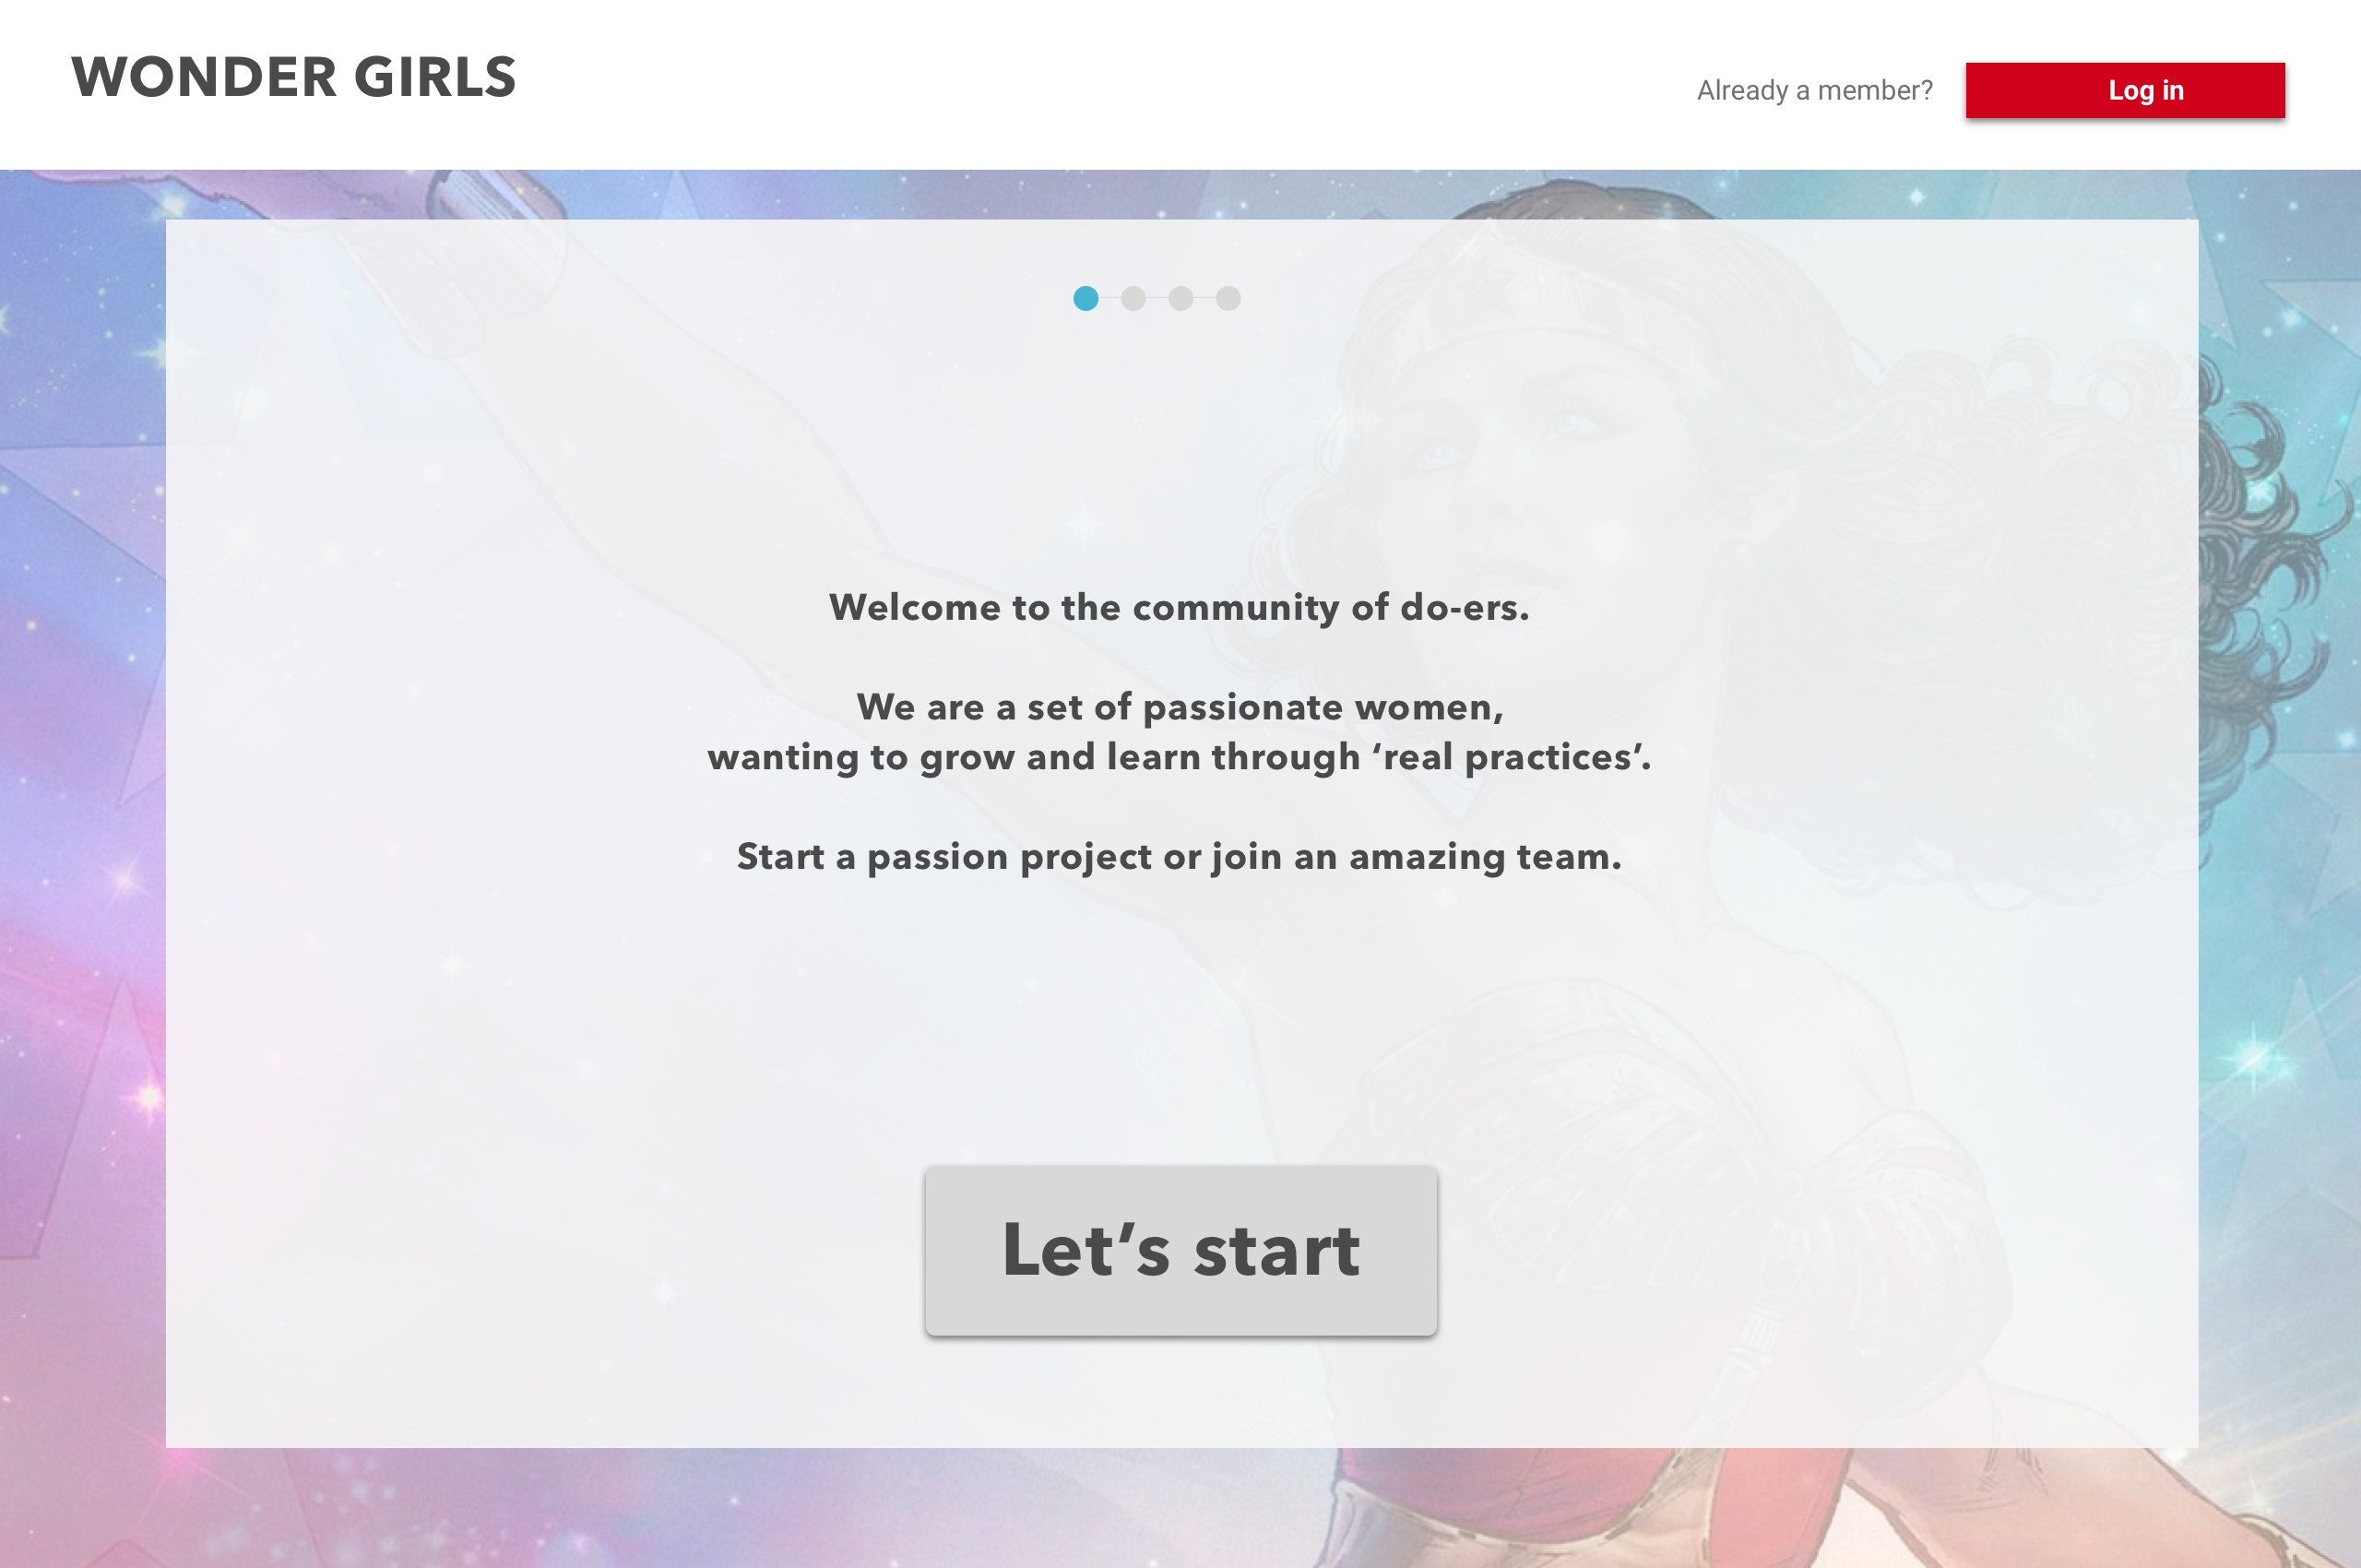 WONDER GIRLS
Already a member?
Log in
Welcome to the community of do-ers.
We are a set of passionate women,
wanting to grow and learn through ‘real practices’.
Start a passion project or join an amazing team.
Let’s start